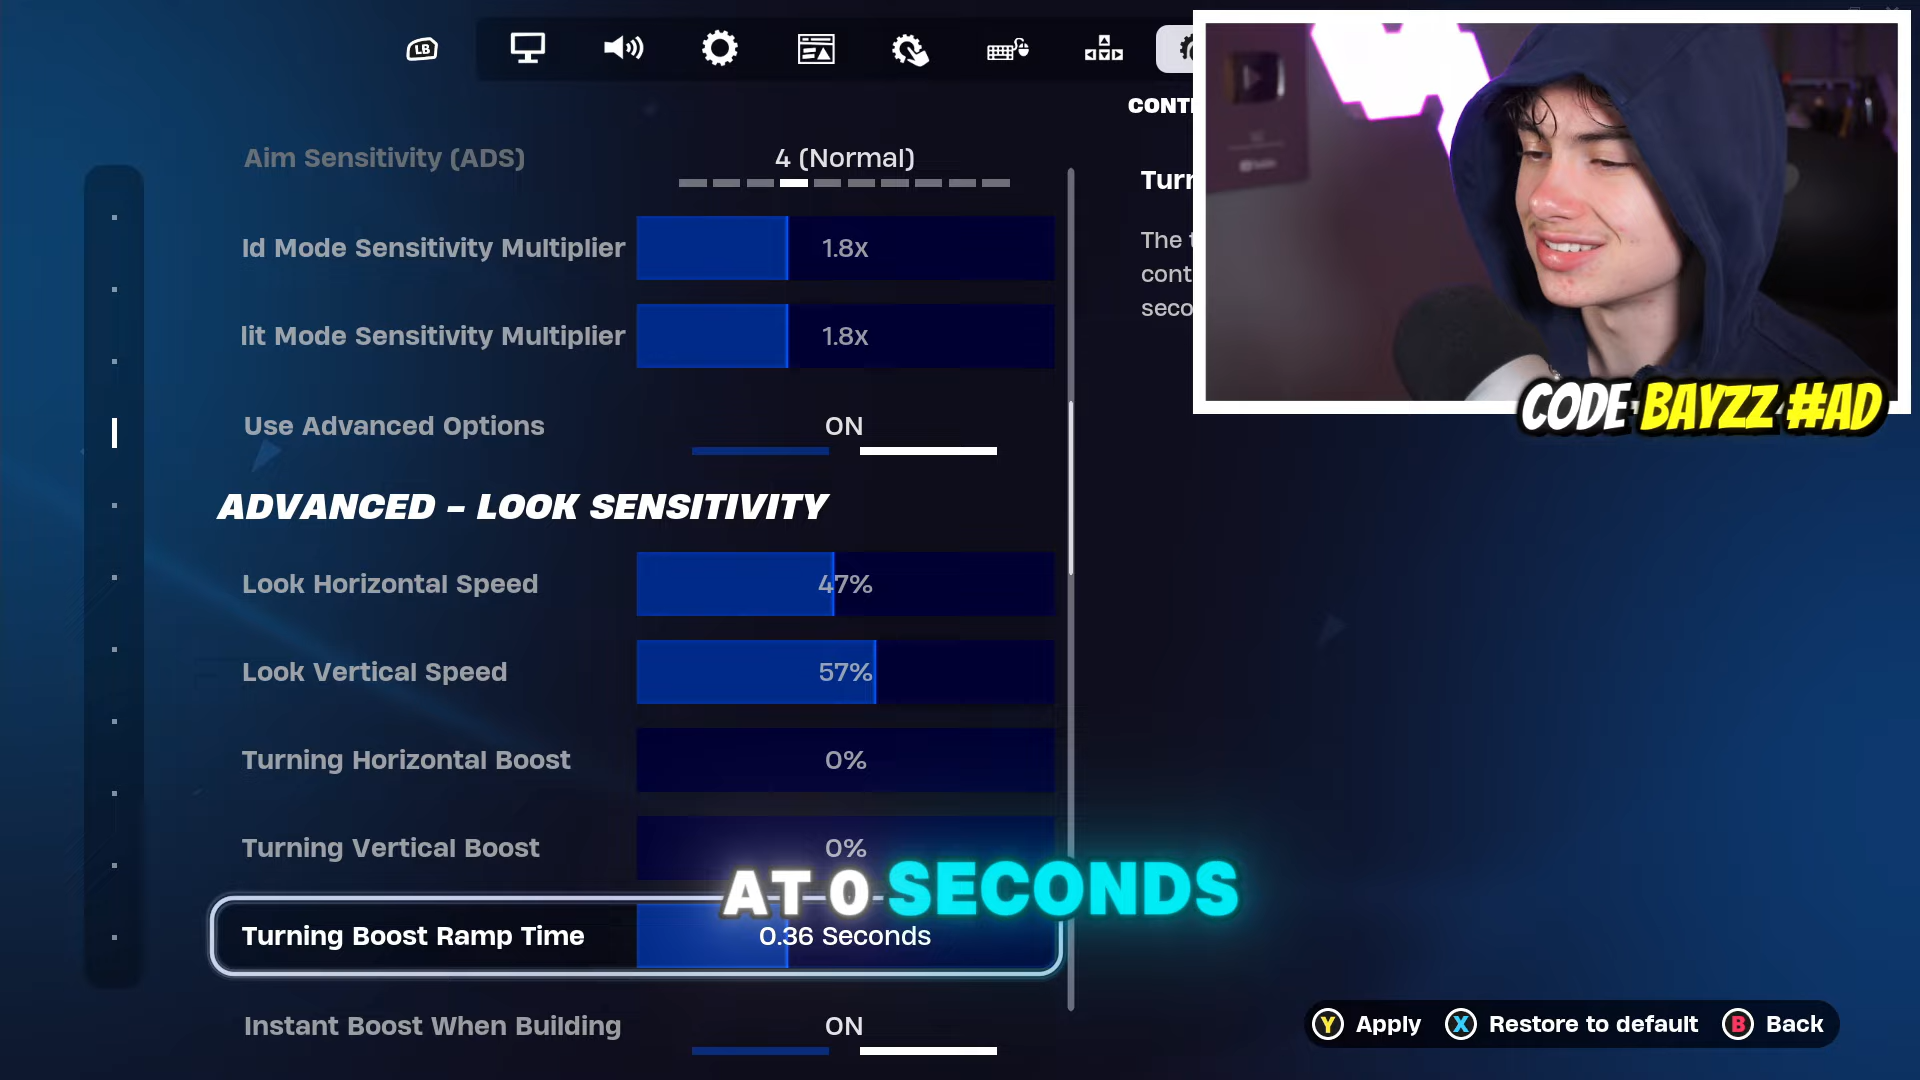 LB
CONT
Aim Sensitivity (ADS)
4 (Normal)
Turn
ld Mode Sensitivity Multiplier
1.8x
The t
cont
seco
lit Mode Sensitivity Multiplier
1.8x
CODE BAYZZ #AD
Use Advanced Options
ON
ADVANCED - LOOK SENSITIVITY
Look Horizontal Speed
47%
Look Vertical Speed
57%
Turning Horizontal Boost
0%
Turning Vertical Boost
0%
AT 0 SECONDS
Turning Boost Ramp Time
0.36 Seconds
Instant Boost When Building
ON
Y Apply
X Restore to default
B Back